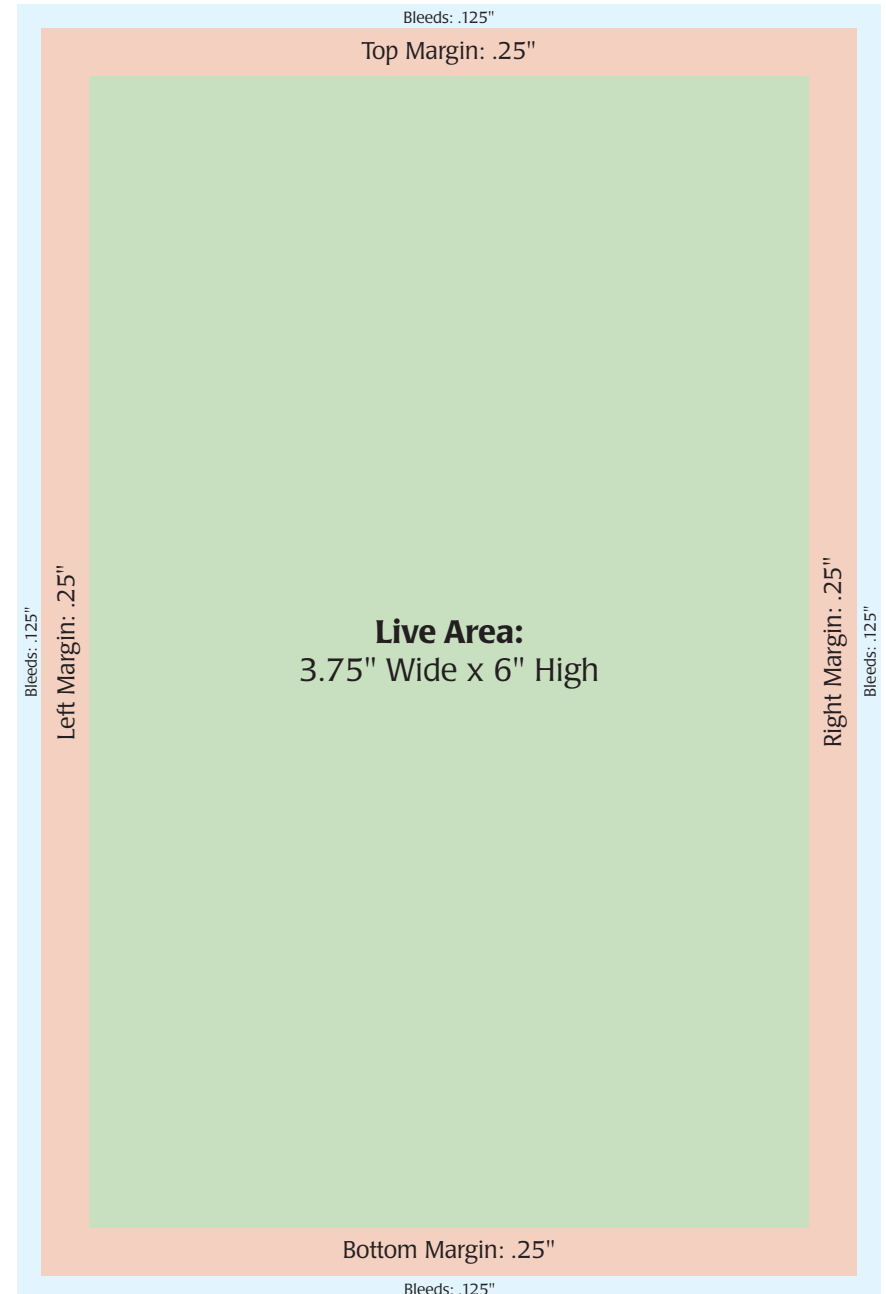 Bleeds: .125"
Top Margin: .25"
Bleeds: .125"
Left Margin: .25"
Live Area:
3.75" Wide x 6" High
Right Margin: .25"
Bleeds: .125"
Bottom Margin: .25"
Bleeds: .125"